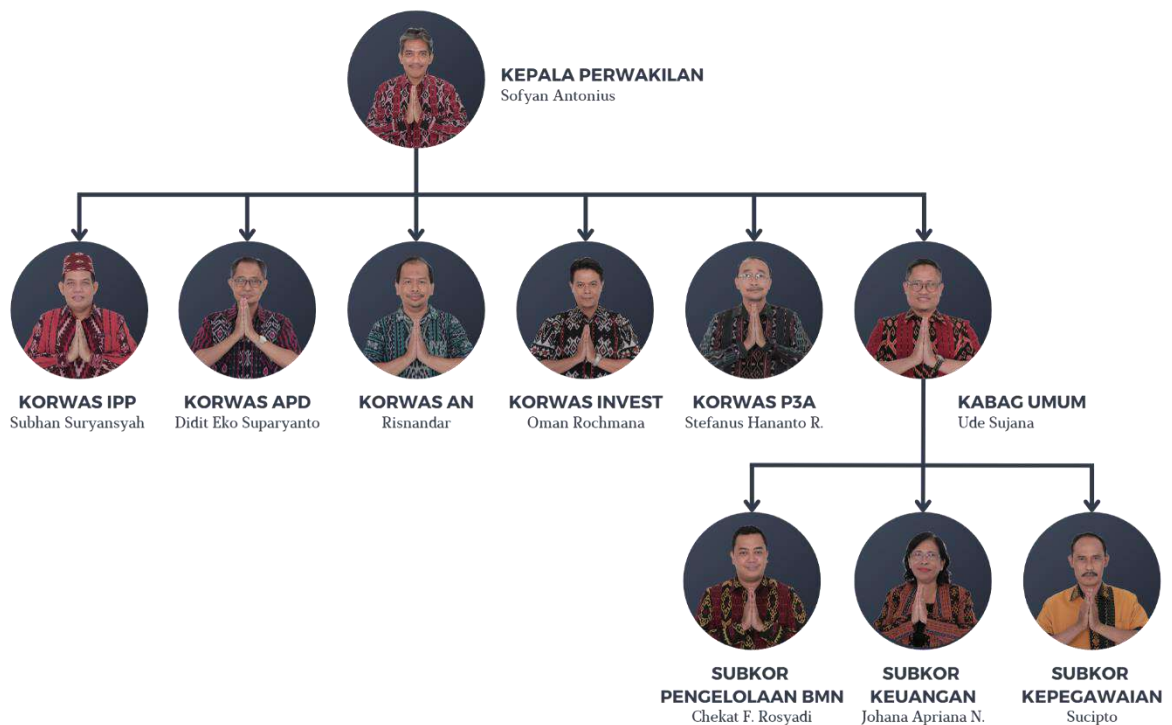 KEPALA PERWAKILAN
Sofyan Antonius
KORWAS IPP
Subhan Suryansyah
KORWAS APD
Didit Eko Suparyanto
KORWAS AN
Risnandar
KORWAS INVEST
Oman Rochmana
KORWAS P3A
Stefanus Hananto R.
KABAG UMUM
Ude Sujana
SUBKOR
PENGELOLAAN BMN
Chekat F. Rosyadi
SUBKOR
KEUANGAN
Johana Apriana N.
SUBKOR
KEPEGAWAIAN
Sucipto